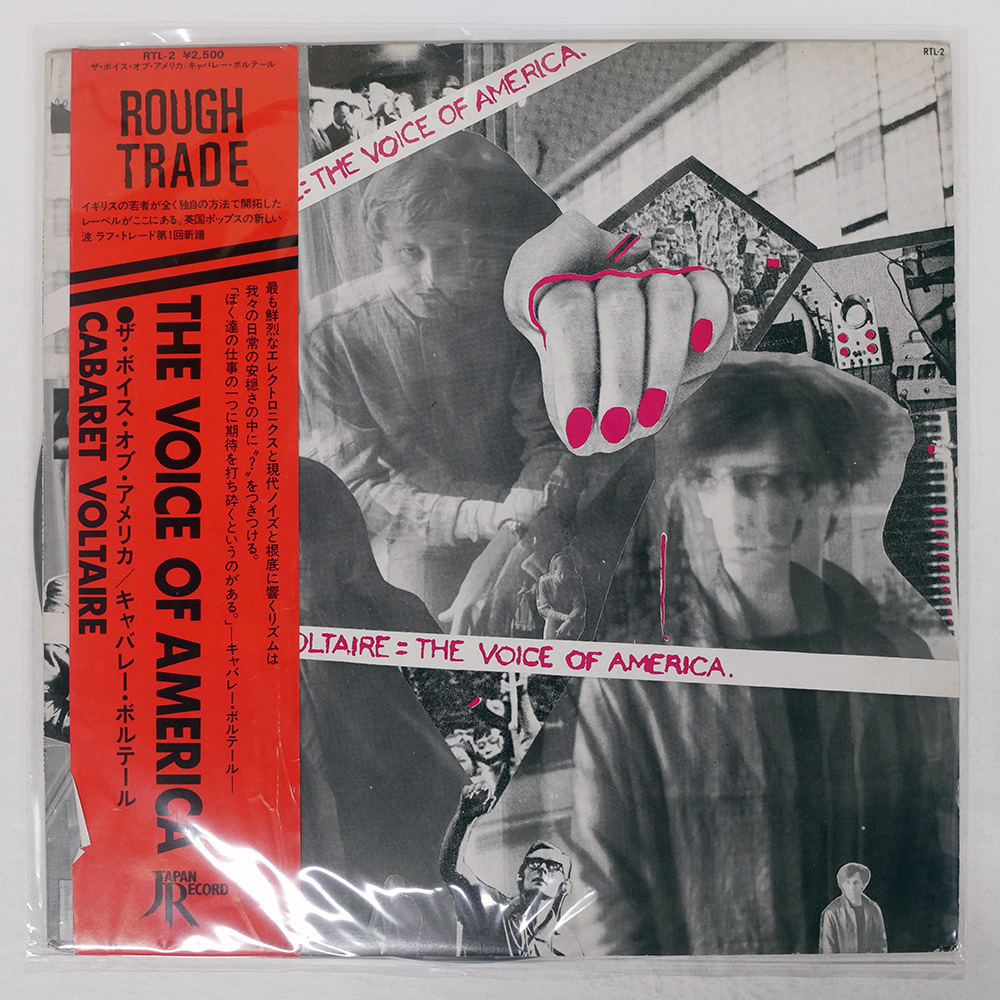 RTL-2 ¥2,500
ザ・ボイス・オブ・アメリカ/キャバレー・ボルテール
ROUGH
TRADE
イギリスの若者が全く独自の方法で開拓した
レーベルがここにある。英国ポップスの新しい
波 ラフ・トレード第1回新譜
最も鮮烈なエレクトロニクスと現代ノイズと根底に響くリズムは
我々の日常の安穏さの中に〝?〟をつきつける。
「ぼく達の仕事の一つに期待を打ち砕くというのがある。」—キャバレー・ボルテール—
THE VOICE OF AMERICA
●ザ・ボイス・オブ・アメリカ/キャバレー・ボルテール
CABARET VOLTAIRE
JAPAN
RECORD
RTL-2
= THE VOICE OF AMERICA.
OLTAIRE = THE VOICE OF AMERICA.